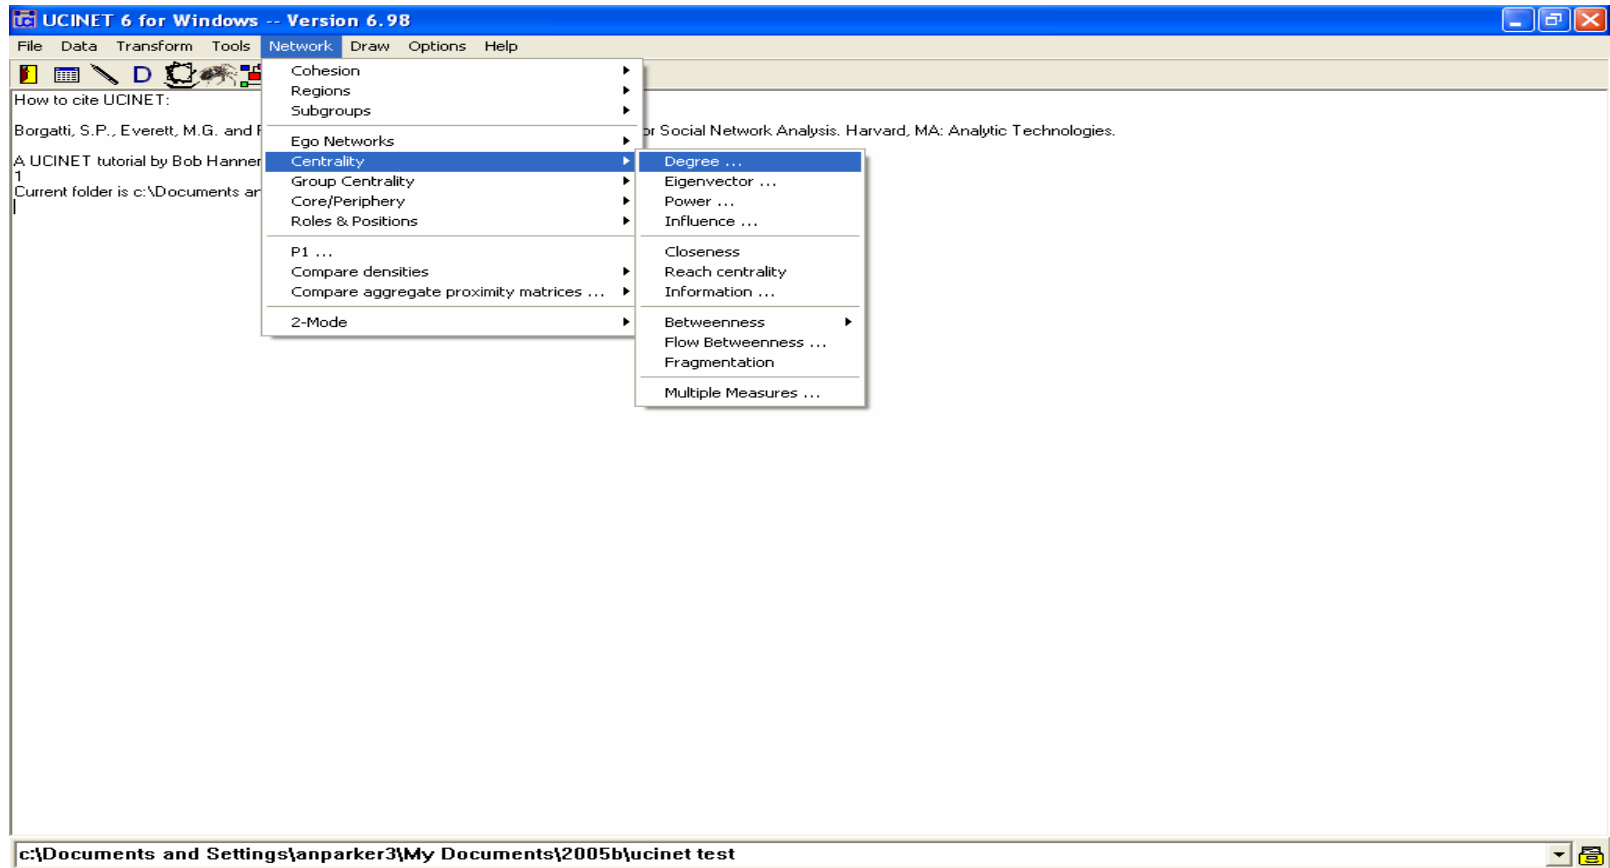 UCINET 6 for Windows -- Version 6.98
File Data Transform Tools Network Draw Options Help
D
How to cite UCINET:
Borgatti, S.P., Everett, M.G. and or Social Network Analysis. Harvard, MA: Analytic Technologies.
A UCINET tutorial by Bob Hanner
1
Current folder is c:\Documents ar
Cohesion
Regions
Subgroups
Ego Networks
Centrality
Group Centrality
Core/Periphery
Roles & Positions
P1 ...
Compare densities
Compare aggregate proximity matrices ...
2-Mode
Degree ...
Eigenvector ...
Power ...
Influence ...
Closeness
Reach centrality
Information ...
Betweenness
Flow Betweenness ...
Fragmentation
Multiple Measures ...
c:\Documents and Settings\anparker3\My Documents\2005b\ucinet test